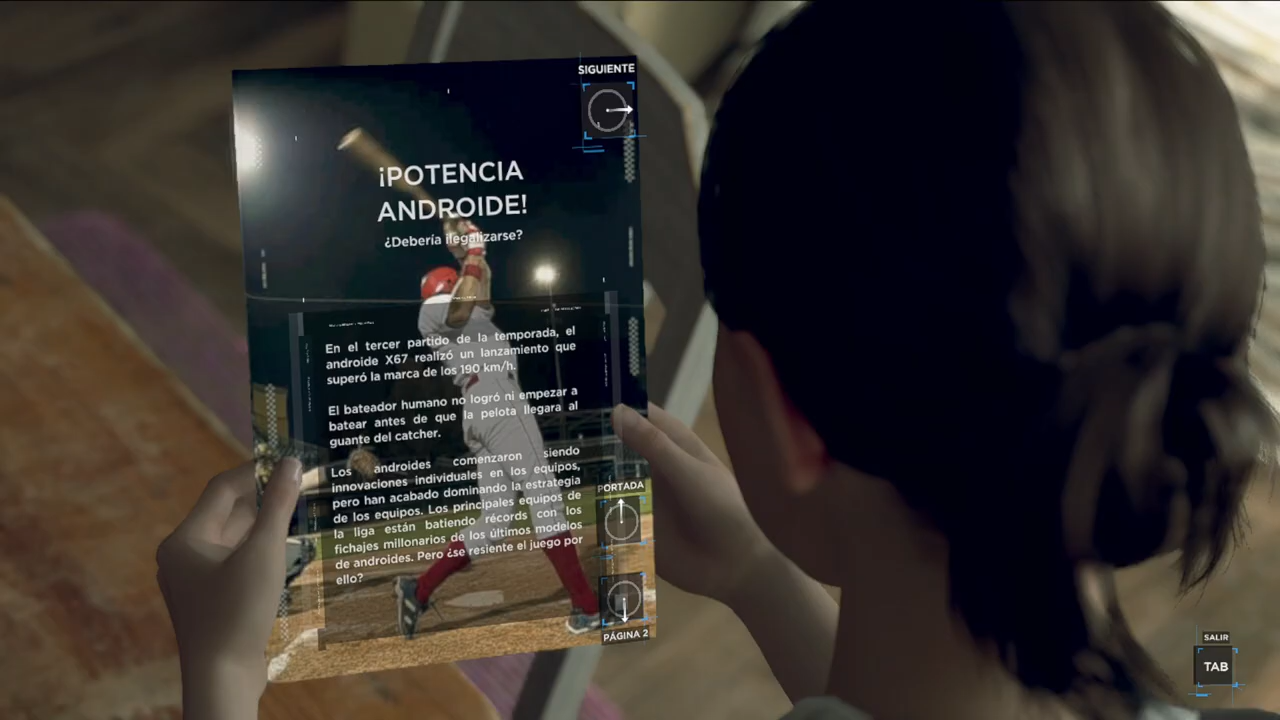 SIGUIENTE
¡POTENCIA
ANDROIDE!
¿Debería ilegalizarse?
En el tercer partido de la temporada, el
androide X67 realizó un lanzamiento que
superó la marca de los 190 km/h.
El bateador humano no logró ni empezar a
batear antes de que la pelota llegara al
guante del catcher.
Los androides comenzaron siendo
innovaciones individuales en los equipos,
pero han acabado dominando la estrategia
de los equipos. Los principales equipos de
la liga están batiendo récords con los
fichajes millonarios de los últimos modelos
de androides. Pero ¿se resiente el juego por
ello?
PORTADA
PÁGINA 2
SALIR
TAB